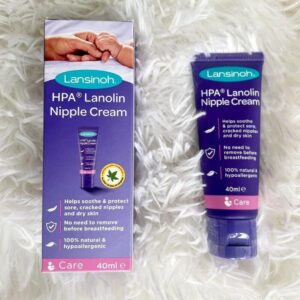 Lansinoh®
HPA® Lanolin
Nipple Cream
Helps soothe
& protect sore,
cracked nipples
and dry skin
No need to
remove before
breastfeeding
100% natural &
hypoallergenic
Care
40ml e
Lansinoh®
HPA® Lanolin
Nipple Cream
Helps soothe
& protect sore,
cracked nipples
and dry skin
No need to
remove before
breastfeeding
100% natural &
hypoallergenic
40ml e
Care